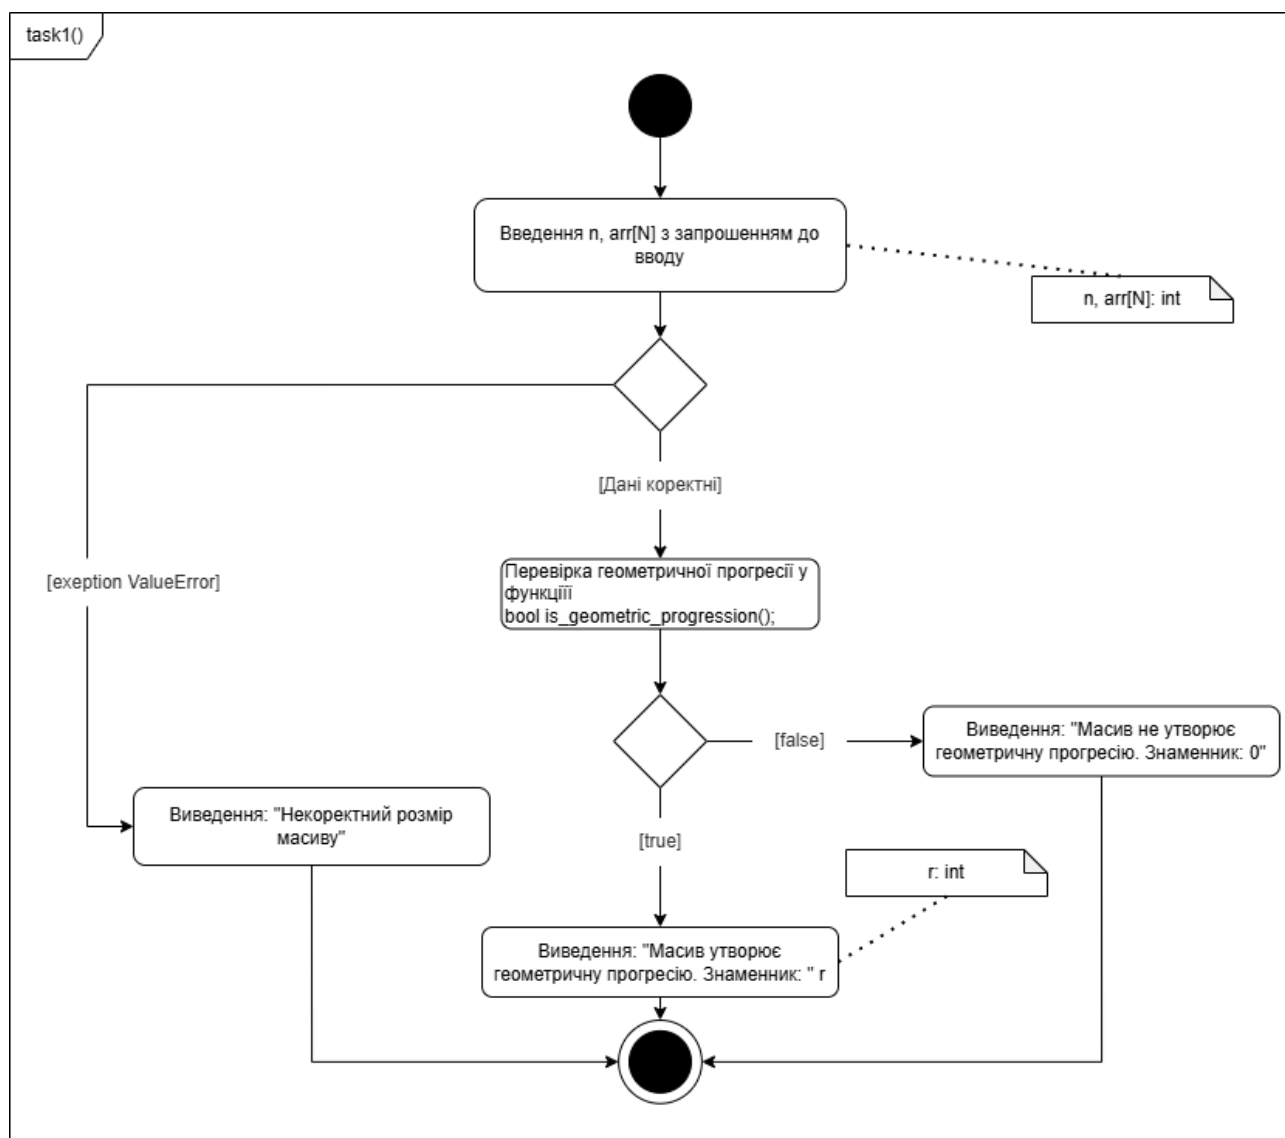 task1()
Введення n, arr[N] з запрошенням до
вводу
n, arr[N]: int
[Дані коректні]
[exeption ValueError]
Перевірка геометричної прогресії у
функціїї
bool is_geometric_progression();
[false]
Виведення: "Масив не утворює
геометричну прогресію. Знаменник: 0"
Виведення: "Некоректний розмір
масиву"
[true]
r: int
Виведення: "Масив утворює
геометричну прогресію. Знаменник: " r